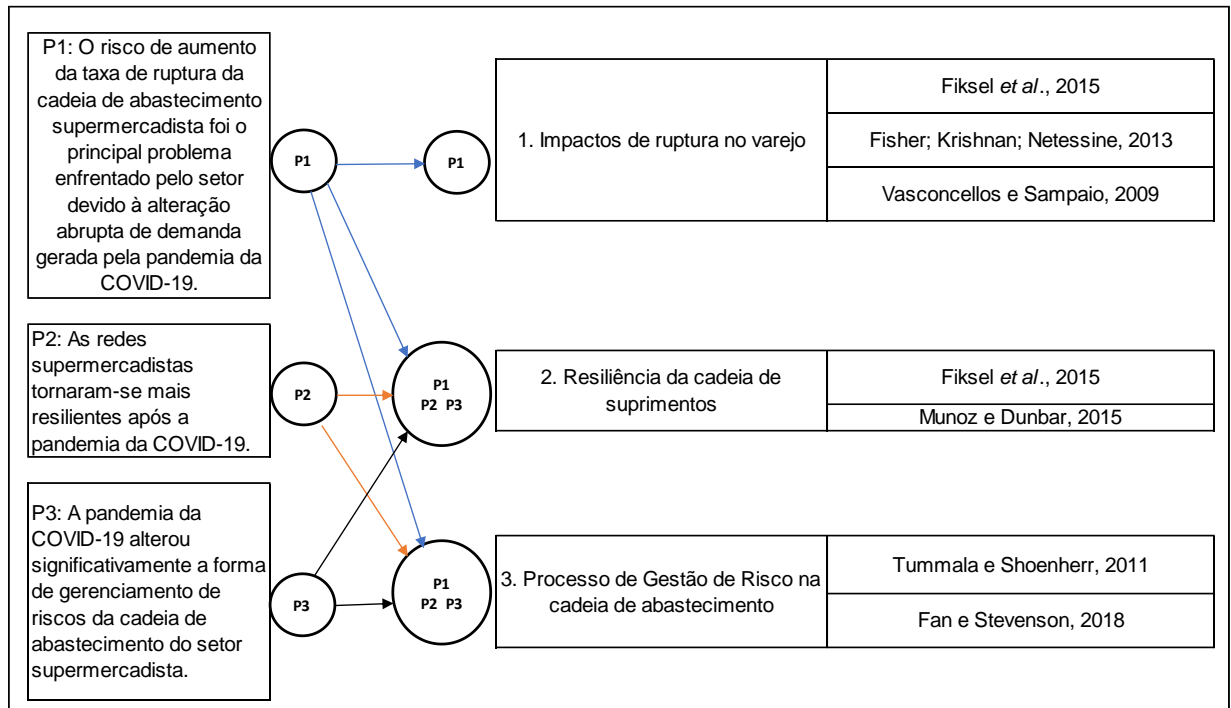 P1: O risco de aumento
da taxa de ruptura da
cadeia de abastecimento
supermercadista foi o
principal problema
enfrentado pelo setor
devido à alteração
abrupta de demanda
gerada pela pandemia da
COVID-19.
P1
P1
1. Impactos de ruptura no varejo
Fiksel et al., 2015
Fisher; Krishnan; Netessine, 2013
Vasconcellos e Sampaio, 2009
P2: As redes
supermercadistas
tornaram-se mais
resilientes após a
pandemia da COVID-19.
P2
P1
P2 P3
2. Resiliência da cadeia de
suprimentos
Fiksel et al., 2015
Munoz e Dunbar, 2015
P3: A pandemia da
COVID-19 alterou
significativamente a forma
de gerenciamento de
riscos da cadeia de
abastecimento do setor
supermercadista.
P3
P1
P2 P3
3. Processo de Gestão de Risco na
cadeia de abastecimento
Tummala e Shoenherr, 2011
Fan e Stevenson, 2018